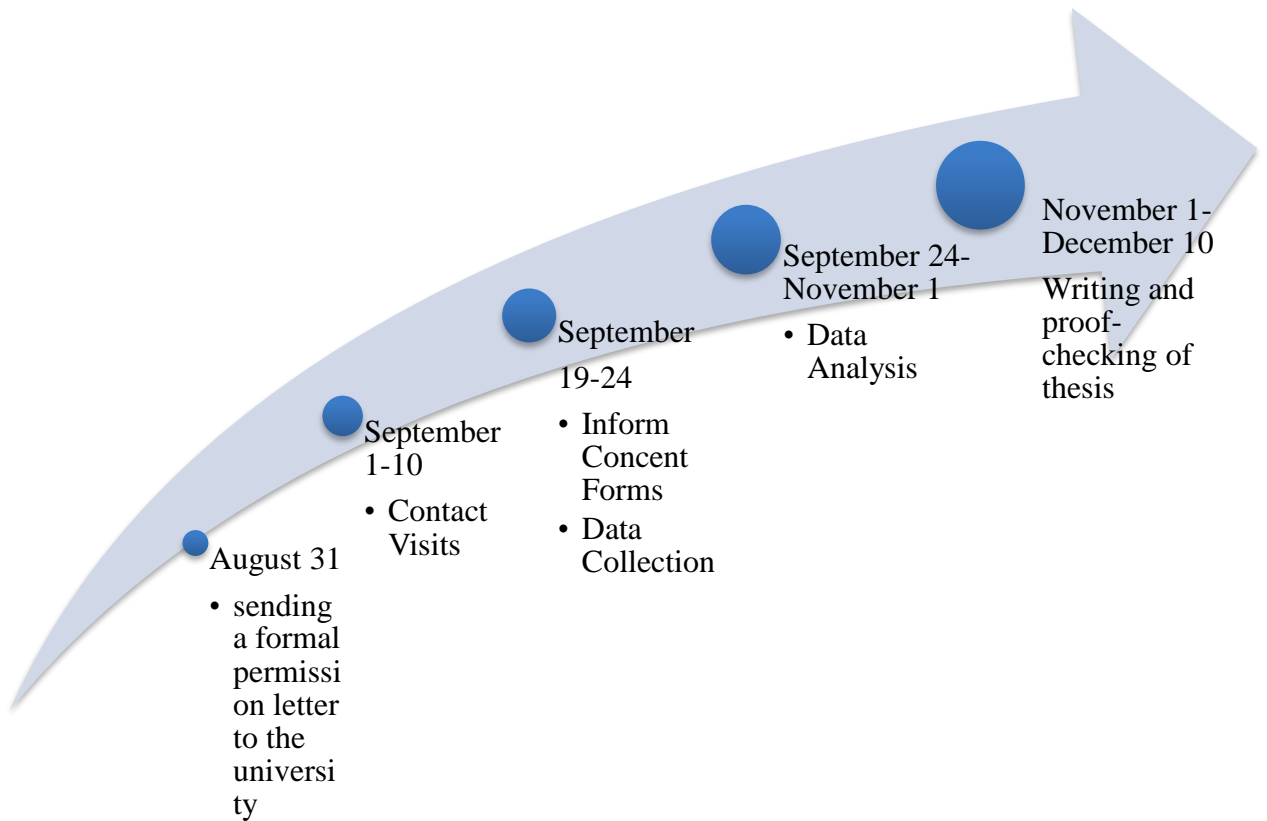 August 31
• sending
a formal
permissi
on letter
to the
universi
ty
September
1-10
• Contact
Visits
September
19-24
• Inform
Concent
Forms
• Data
Collection
September 24-
November 1
• Data
Analysis
November 1-
December 10
Writing and
proof-
checking of
thesis